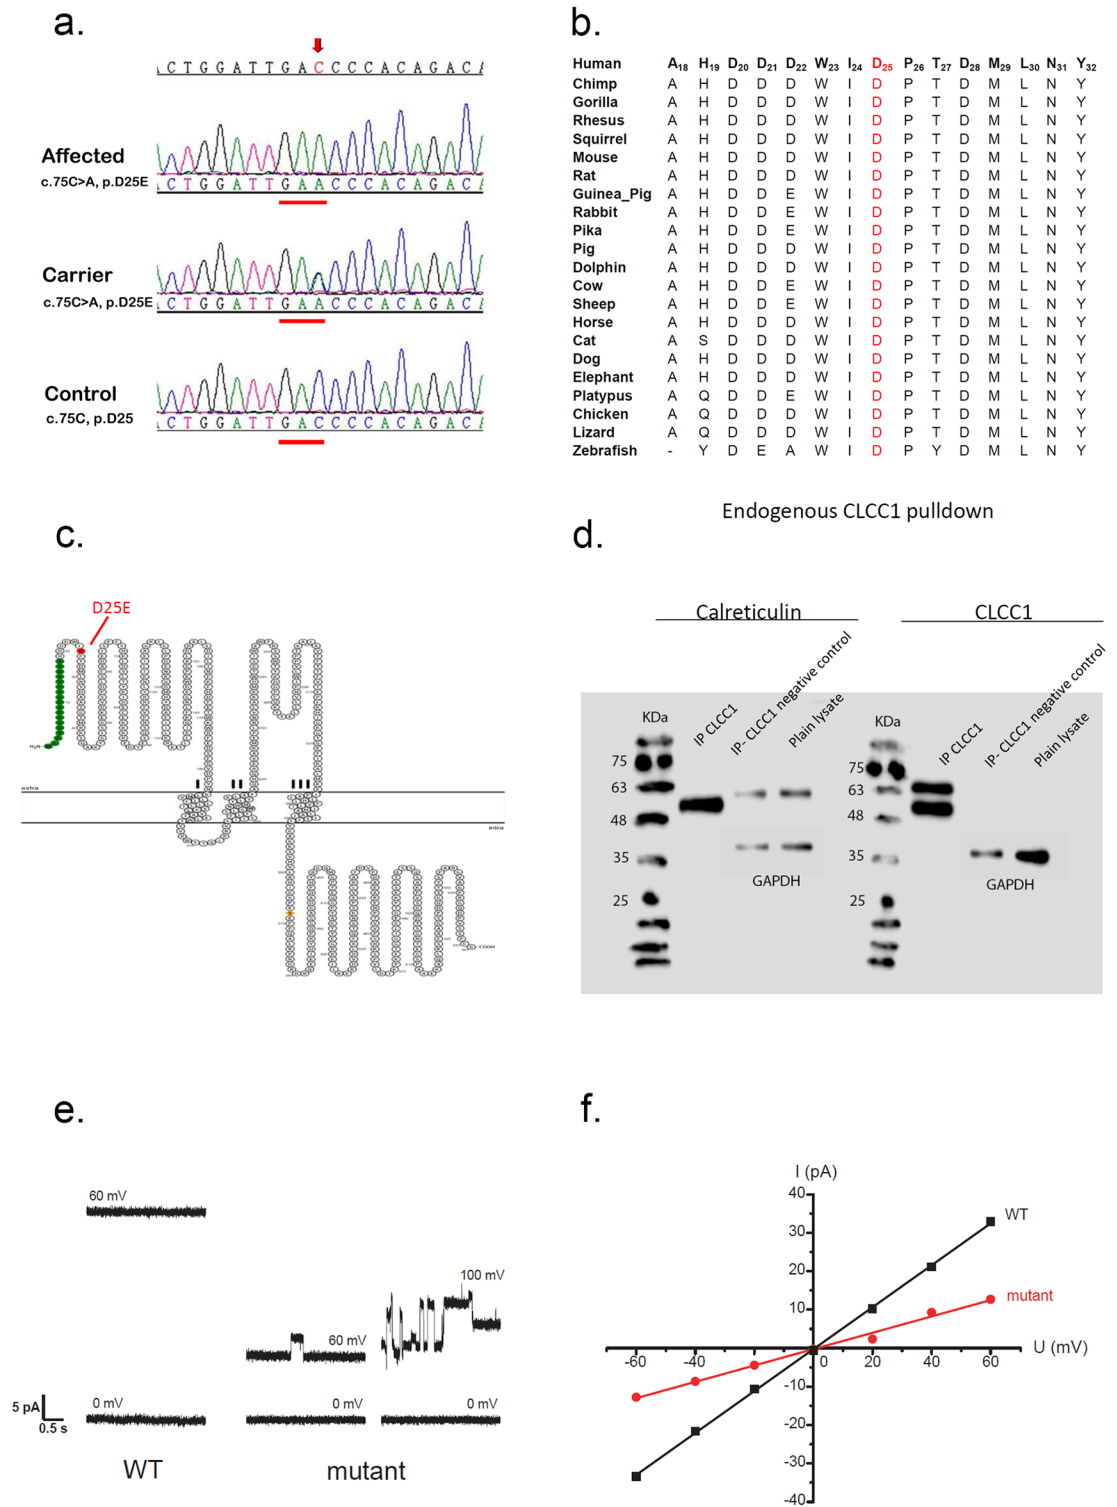 a.
A C T G G A T T G A C C C C A C A G A C A
Affected
c.75C>A, p.D25E
A C T G G A T T G A A C C C A C A G A C A
Carrier
c.75C>A, p.D25E
A C T G G A T T G A A C C C A C A G A C A
Control
c.75C, p.D25
A C T G G A T T G A C C C C A C A G A C A
b.
Human A18 H19 D20 D21 D22 W23 I24 D25 P26 T27 D28 M29 L30 N31 Y32
Chimp A H D D D W I D P T D M L N Y
Gorilla A H D D D W I D P T D M L N Y
Rhesus A H D D D W I D P T D M L N Y
Squirrel A H D D D W I D P T D M L N Y
Mouse A H D D D W I D P T D M L N Y
Rat A H D D D W I D P T D M L N Y
Guinea_Pig A H D D E W I D P T D M L N Y
Rabbit A H D D E W I D P T D M L N Y
Pika A H D D E W I D P T D M L N Y
Pig A H D D D W I D P T D M L N Y
Dolphin A H D D D W I D P T D M L N Y
Cow A H D D E W I D P T D M L N Y
Sheep A H D D E W I D P T D M L N Y
Horse A H D D D W I D P T D M L N Y
Cat A S D D D W I D P T D M L N Y
Dog A H D D D W I D P T D M L N Y
Elephant A H D D D W I D P T D M L N Y
Platypus A Q D D E W I D P T D M L N Y
Chicken A Q D D D W I D P T D M L N Y
Lizard A Q D D D W I D P T D M L N Y
Zebrafish - Y D E A W I D P Y D M L N Y
c.
D25E
H₂N-
extra
intra
-COOH
d.
Endogenous CLCC1 pulldown
Calreticulin
CLCC1
KDa
IP CLCC1
IP- CLCC1 negative control
Plain lysate
75
63
48
35
25
GAPDH
KDa
IP CLCC1
IP- CLCC1 negative control
Plain lysate
75
63
48
35
25
GAPDH
e.
60 mV
100 mV
60 mV
0 mV
0 mV
0 mV
5 pA
0.5 s
WT
mutant
f.
I (pA)
40
30
20
10
-10
-20
-30
-40
-60 -40 -20 0 20 40 60
U (mV)
WT
mutant